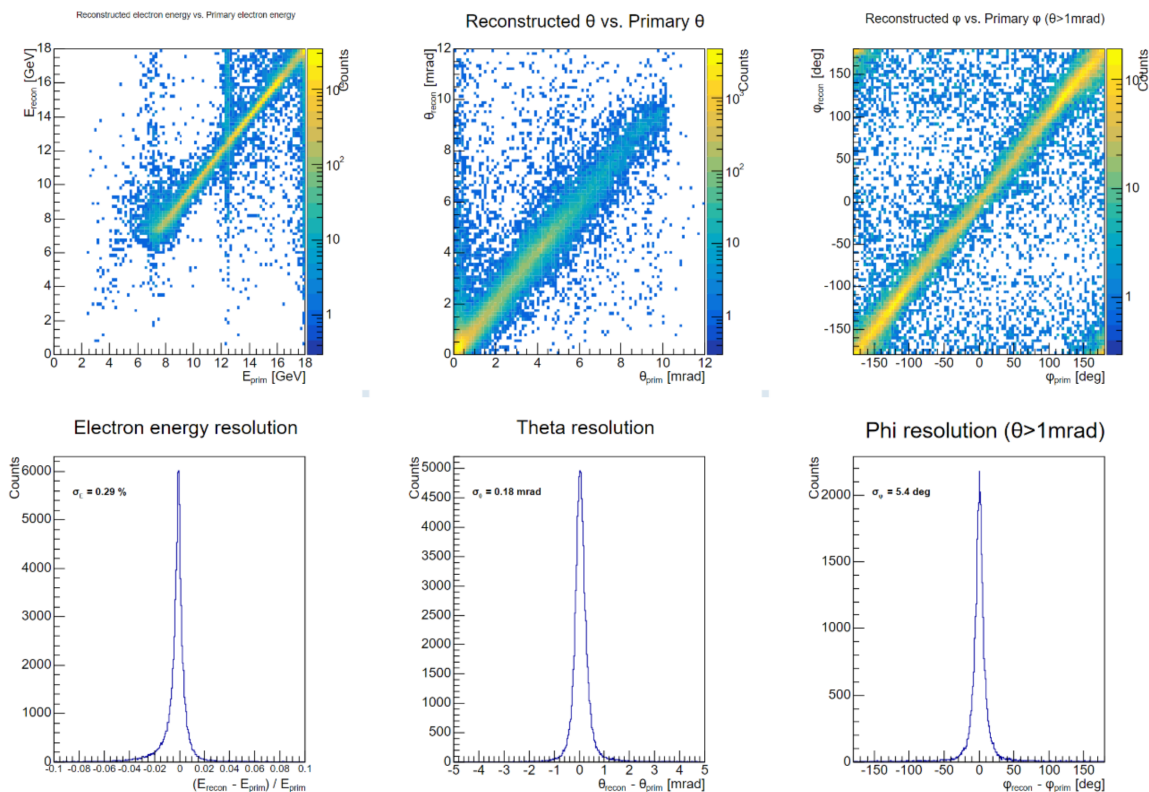 Reconstructed electron energy vs. Primary electron energy
E_recon [GeV]
18
16
14
12
10
8
6
4
2
0
0 2 4 6 8 10 12 14 16 18
E_prim [GeV]
Counts
10³
10²
10
1
Reconstructed θ vs. Primary θ
θ_recon [mrad]
12
10
8
6
4
2
0
0 2 4 6 8 10 12
θ_prim [mrad]
Counts
10³
10²
10
1
Reconstructed φ vs. Primary φ (θ>1mrad)
φ_recon [deg]
150
100
50
0
-50
-100
-150
-150 -100 -50 0 50 100 150
φ_prim [deg]
Counts
10²
10
1
Electron energy resolution
Counts
6000
5000
4000
3000
2000
1000
0
σ_E = 0.29 %
-0.1 -0.08 -0.06 -0.04 -0.02 0 0.02 0.04 0.06 0.08 0.1
(E_recon - E_prim) / E_prim
Theta resolution
Counts
5000
4500
4000
3500
3000
2500
2000
1500
1000
500
0
σ_θ = 0.18 mrad
-5 -4 -3 -2 -1 0 1 2 3 4 5
θ_recon - θ_prim [mrad]
Phi resolution (θ>1mrad)
Counts
2000
1500
1000
500
0
σ_φ = 5.4 deg
-150 -100 -50 0 50 100 150
φ_recon - φ_prim [deg]